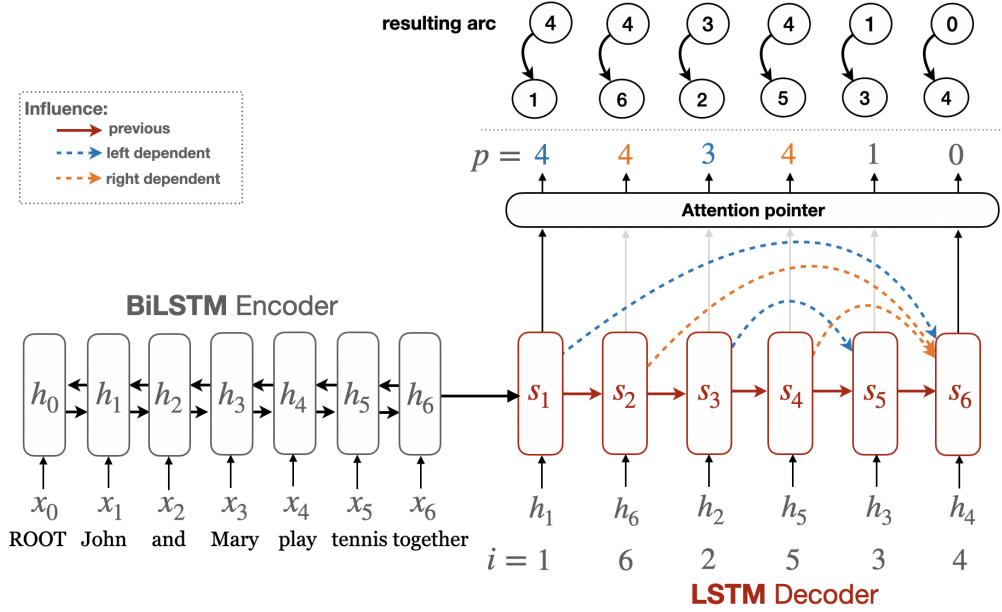 resulting arc 4 4 3 4 1 0
1 6 2 5 3 4
Influence:
previous
left dependent
right dependent
p = 4 4 3 4 1 0
Attention pointer
BiLSTM Encoder
h0 h1 h2 h3 h4 h5 h6
s1 s2 s3 s4 s5 s6
x0 x1 x2 x3 x4 x5 x6
ROOT John and Mary play tennis together
h1 h6 h2 h5 h3 h4
i = 1 6 2 5 3 4
LSTM Decoder